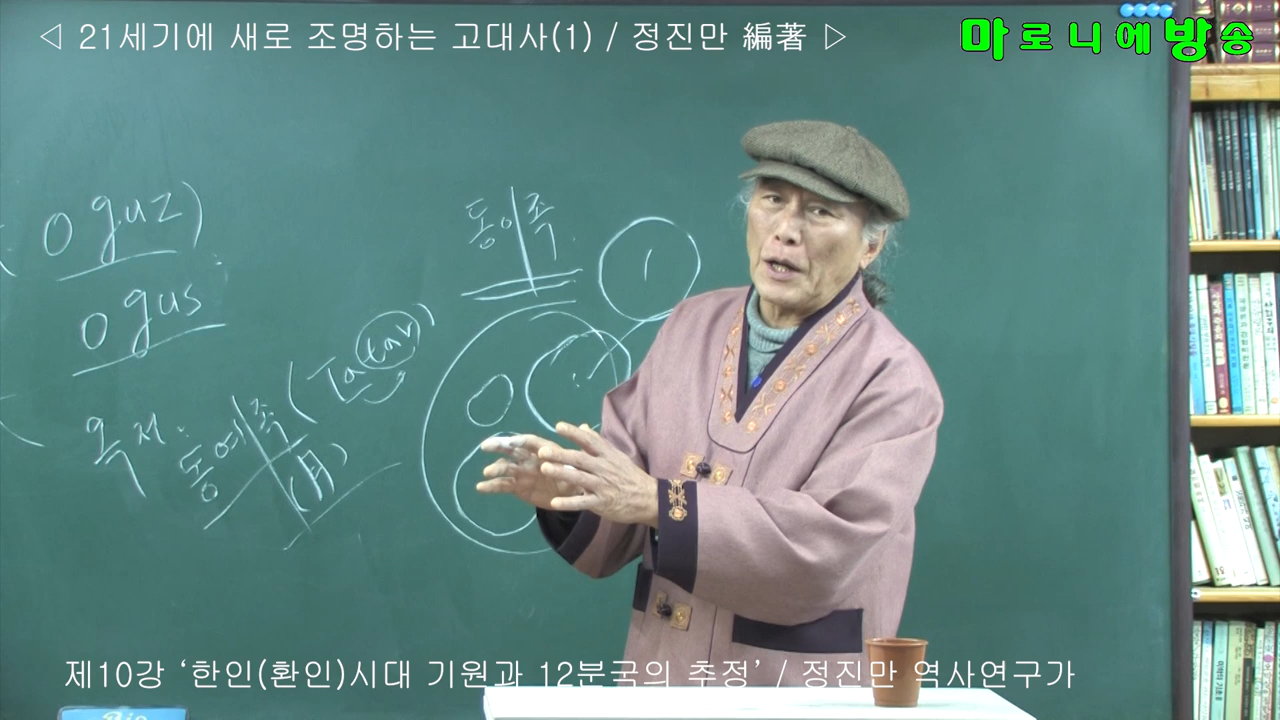 ◁ 21세기에 새로 조명하는 고대사(1) / 정진만 編著 ▷
마로니에방송
oguz)
ogus
옥저:
동예족
(Tatar)
(月)
동이족
1
제10강 ‘한인(환인)시대 기원과 12분국의 추정’ / 정진만 역사연구가